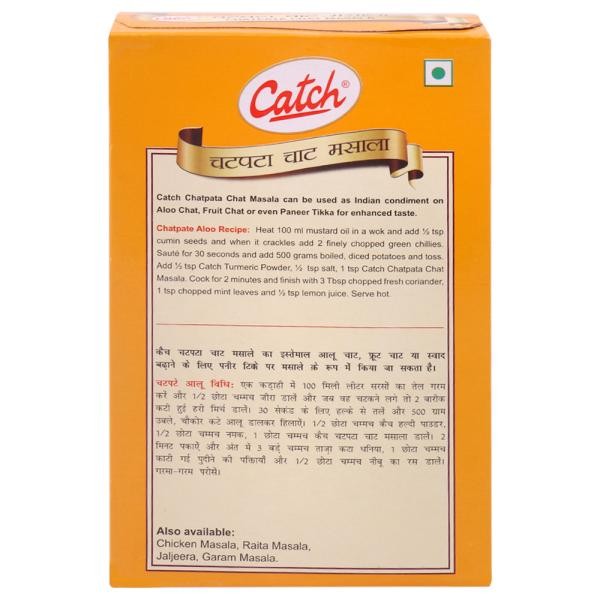 Catch®
चटपटा चाट मसाला
Catch Chatpata Chat Masala can be used as Indian condiment on
Aloo Chat, Fruit Chat or even Paneer Tikka for enhanced taste.
Chatpate Aloo Recipe: Heat 100 ml mustard oil in a wok and add ½ tsp
cumin seeds and when it crackles add 2 finely chopped green chillies.
Sauté for 30 seconds and add 500 grams boiled, diced potatoes and toss.
Add ½ tsp Catch Turmeric Powder, ½ tsp salt, 1 tsp Catch Chatpata Chat
Masala. Cook for 2 minutes and finish with 3 Tbsp chopped fresh coriander,
1 tsp chopped mint leaves and ½ tsp lemon juice. Serve hot.
कैच चटपटा चाट मसाले का इस्तेमाल आलू चाट, फ्रूट चाट या स्वाद
बढ़ाने के लिए पनीर टिक्के पर मसाले के रूप में किया जा सकता है।
चटपटे आलू विधि: एक कड़ाही में 100 मिली लीटर सरसों का तेल गरम
करें और 1/2 छोटा चम्मच जीरा डालें और जब वह चटकने लगे तो 2 बारीक
कटी हुई हरी मिर्च डालें। 30 सेकंड के लिए हल्के से तलें और 500 ग्राम
उबले, चौकोर कटे आलू डालकर हिलाएँ। 1/2 छोटा चम्मच कैच हल्दी पाउडर,
1/2 छोटा चम्मच नमक, 1 छोटा चम्मच कैच चटपटा चाट मसाला डालें। 2
मिनट पकाएँ और अंत में 3 बड़े चम्मच ताज़ा कटा धनिया, 1 छोटा चम्मच
काटी गई पुदीने की पत्तियाँ और 1/2 छोटा चम्मच नींबू का रस डालें।
गरमा-गरम परोसें।
Also available:
Chicken Masala, Raita Masala,
Jaljeera, Garam Masala.